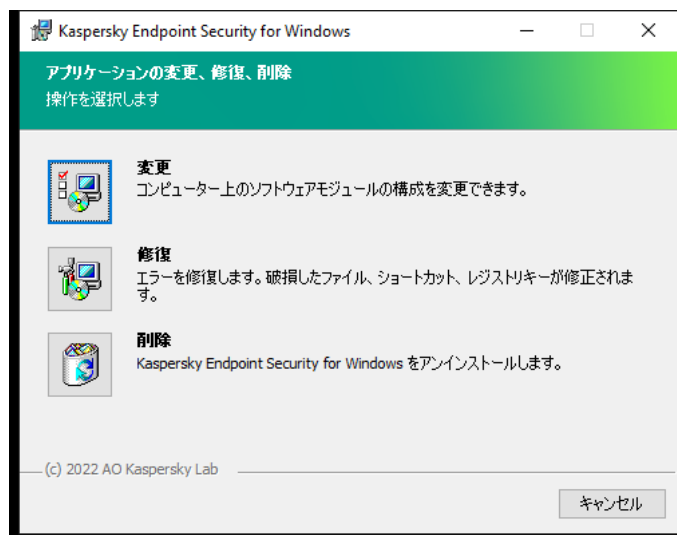 Kaspersky Endpoint Security for Windows
アプリケーションの変更、修復、削除
操作を選択します
変更
コンピューター上のソフトウェアモジュールの構成を変更できます。
修復
エラーを修復します。破損したファイル、ショートカット、レジストリキーが修正されま
す。
削除
Kaspersky Endpoint Security for Windows をアンインストールします。
(c) 2022 AO Kaspersky Lab
キャンセル